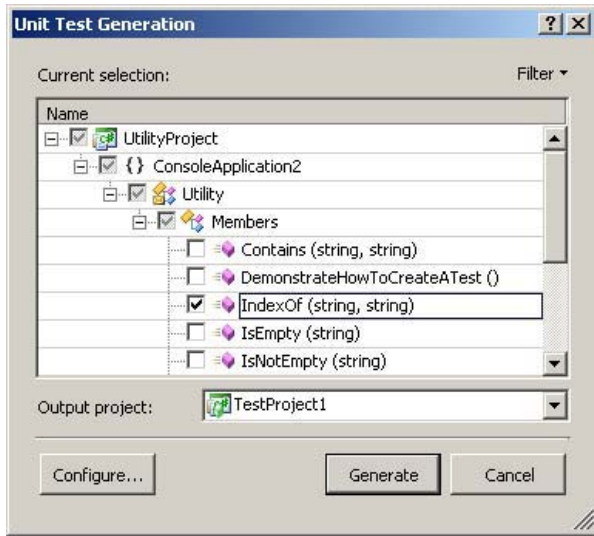 Unit Test Generation
Current selection:
Filter
Name
UtilityProject
{} ConsoleApplication2
Utility
Members
Contains (string, string)
DemonstrateHowToCreateATest ()
IndexOf (string, string)
IsEmpty (string)
IsNotEmpty (string)
Output project:
TestProject1
Configure...
Generate
Cancel